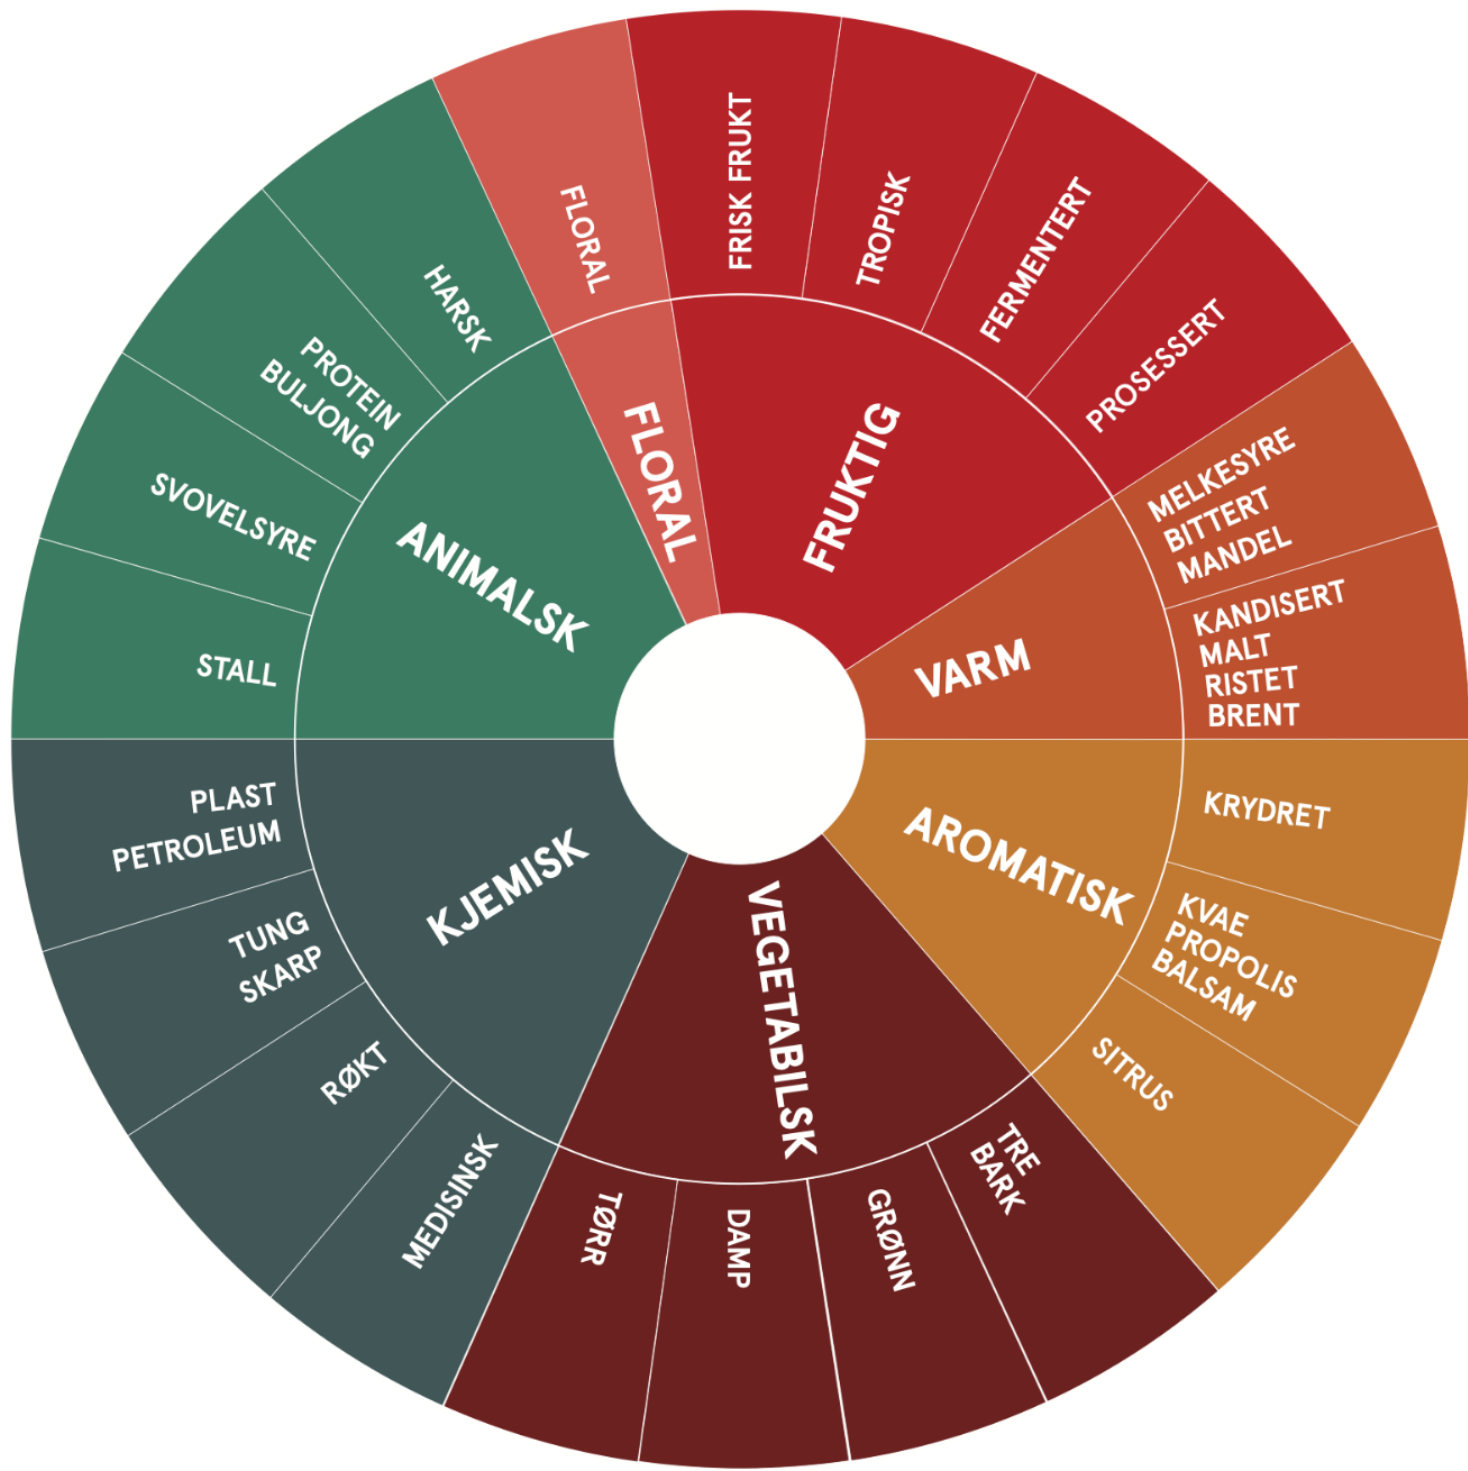 FLORAL
FLORAL
FRUKTIG
FRISK FRUKT
TROPISK
FERMENTERT
PROSESSERT
VARM
MELKESYRE
BITTERT
MANDEL
KANDISERT
MALT
RISTET
BRENT
AROMATISK
KRYDRET
KVAE
PROPOLIS
BALSAM
SITRUS
VEGETABILSK
TRE
BARK
GRØNN
DAMP
TØRR
KJEMISK
MEDISINSK
RØKT
TUNG
SKARP
PLAST
PETROLEUM
ANIMALSK
STALL
SVOVELSYRE
PROTEIN
BULJONG
HARSK